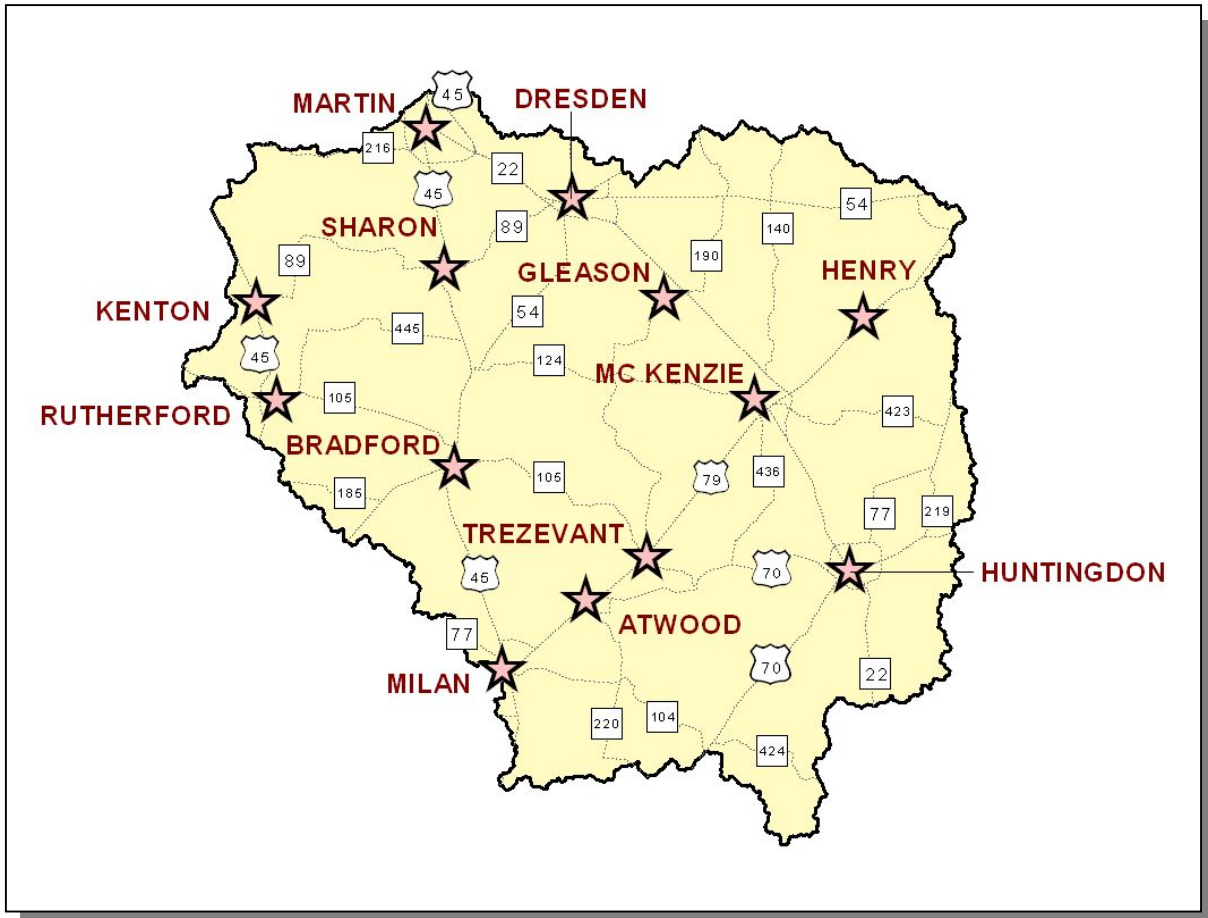 45
MARTIN
DRESDEN
216
22
45
54
SHARON
89
140
89
190
GLEASON
HENRY
KENTON
54
445
45
124
MC KENZIE
105
423
RUTHERFORD
BRADFORD
79
436
105
185
77
219
TREZEVANT
45
70
HUNTINGDON
ATWOOD
77
70
22
MILAN
220
104
424